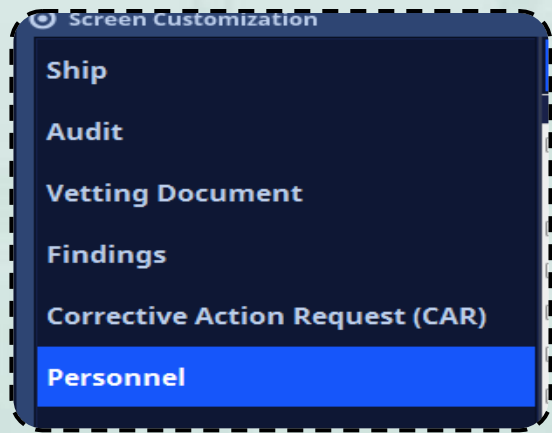 Screen Customization
Ship
Audit
Vetting Document
Findings
Corrective Action Request (CAR)
Personnel